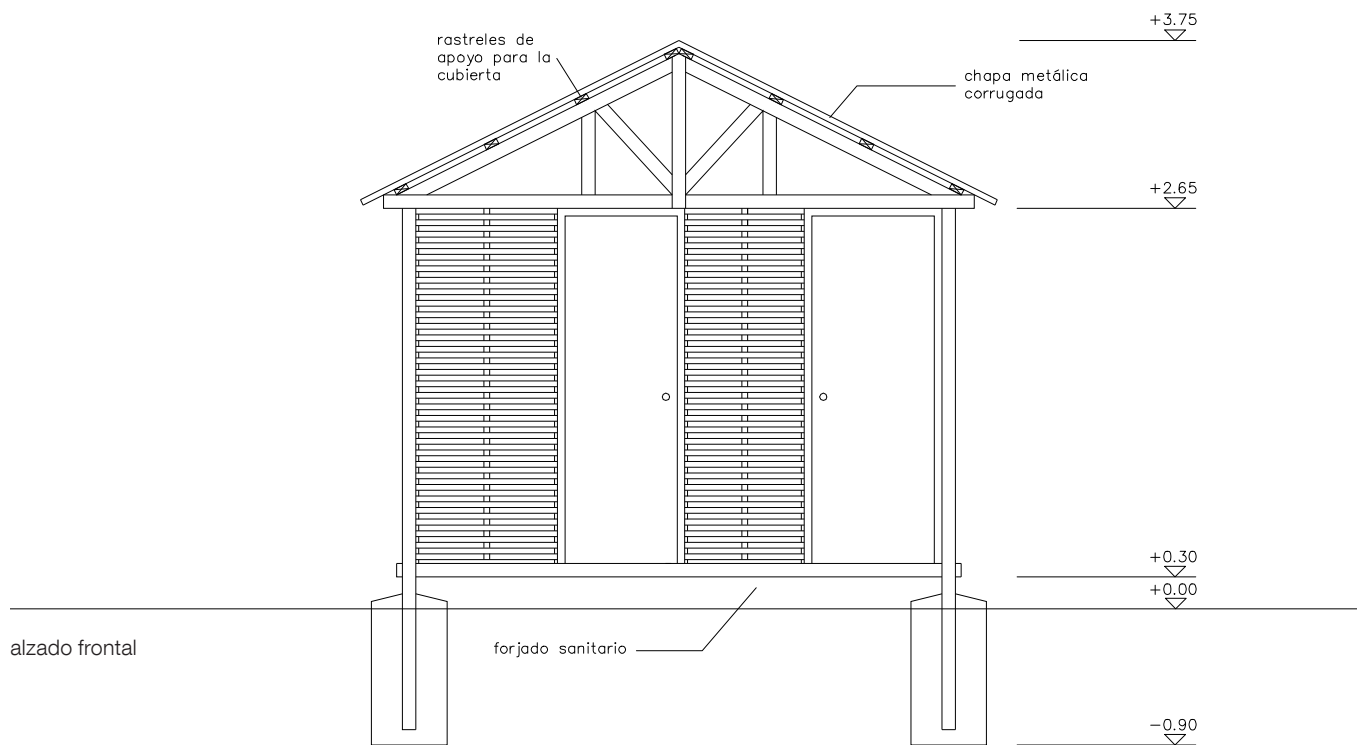 +3.75
rastreles de
apoyo para la
cubierta
chapa metálica
corrugada
+2.65
+0.30
+0.00
alzado frontal
forjado sanitario
−0.90